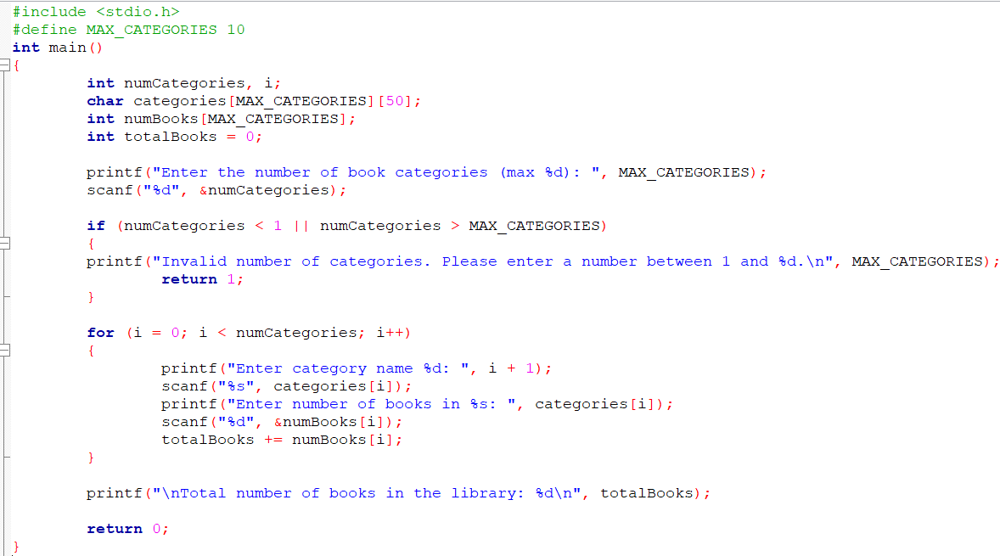 #include <stdio.h>
#define MAX_CATEGORIES 10
int main()
{
int numCategories, i;
char categories[MAX_CATEGORIES][50];
int numBooks[MAX_CATEGORIES];
int totalBooks = 0;
printf("Enter the number of book categories (max %d): ", MAX_CATEGORIES);
scanf("%d", &numCategories);
if (numCategories < 1 || numCategories > MAX_CATEGORIES)
{
printf("Invalid number of categories. Please enter a number between 1 and %d.\n", MAX_CATEGORIES);
return 1;
}
for (i = 0; i < numCategories; i++)
{
printf("Enter category name %d: ", i + 1);
scanf("%s", categories[i]);
printf("Enter number of books in %s: ", categories[i]);
scanf("%d", &numBooks[i]);
totalBooks += numBooks[i];
}
printf("\nTotal number of books in the library: %d\n", totalBooks);
return 0;
}